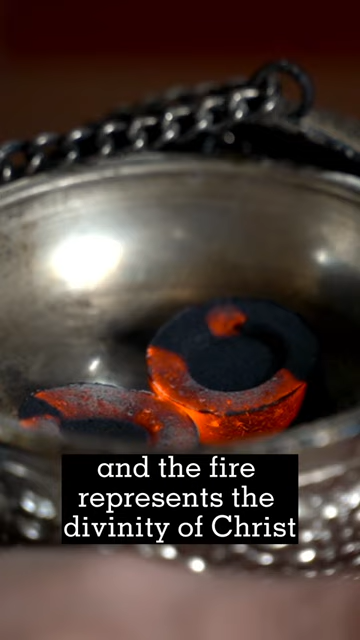 and the fire
represents the
divinity of Christ